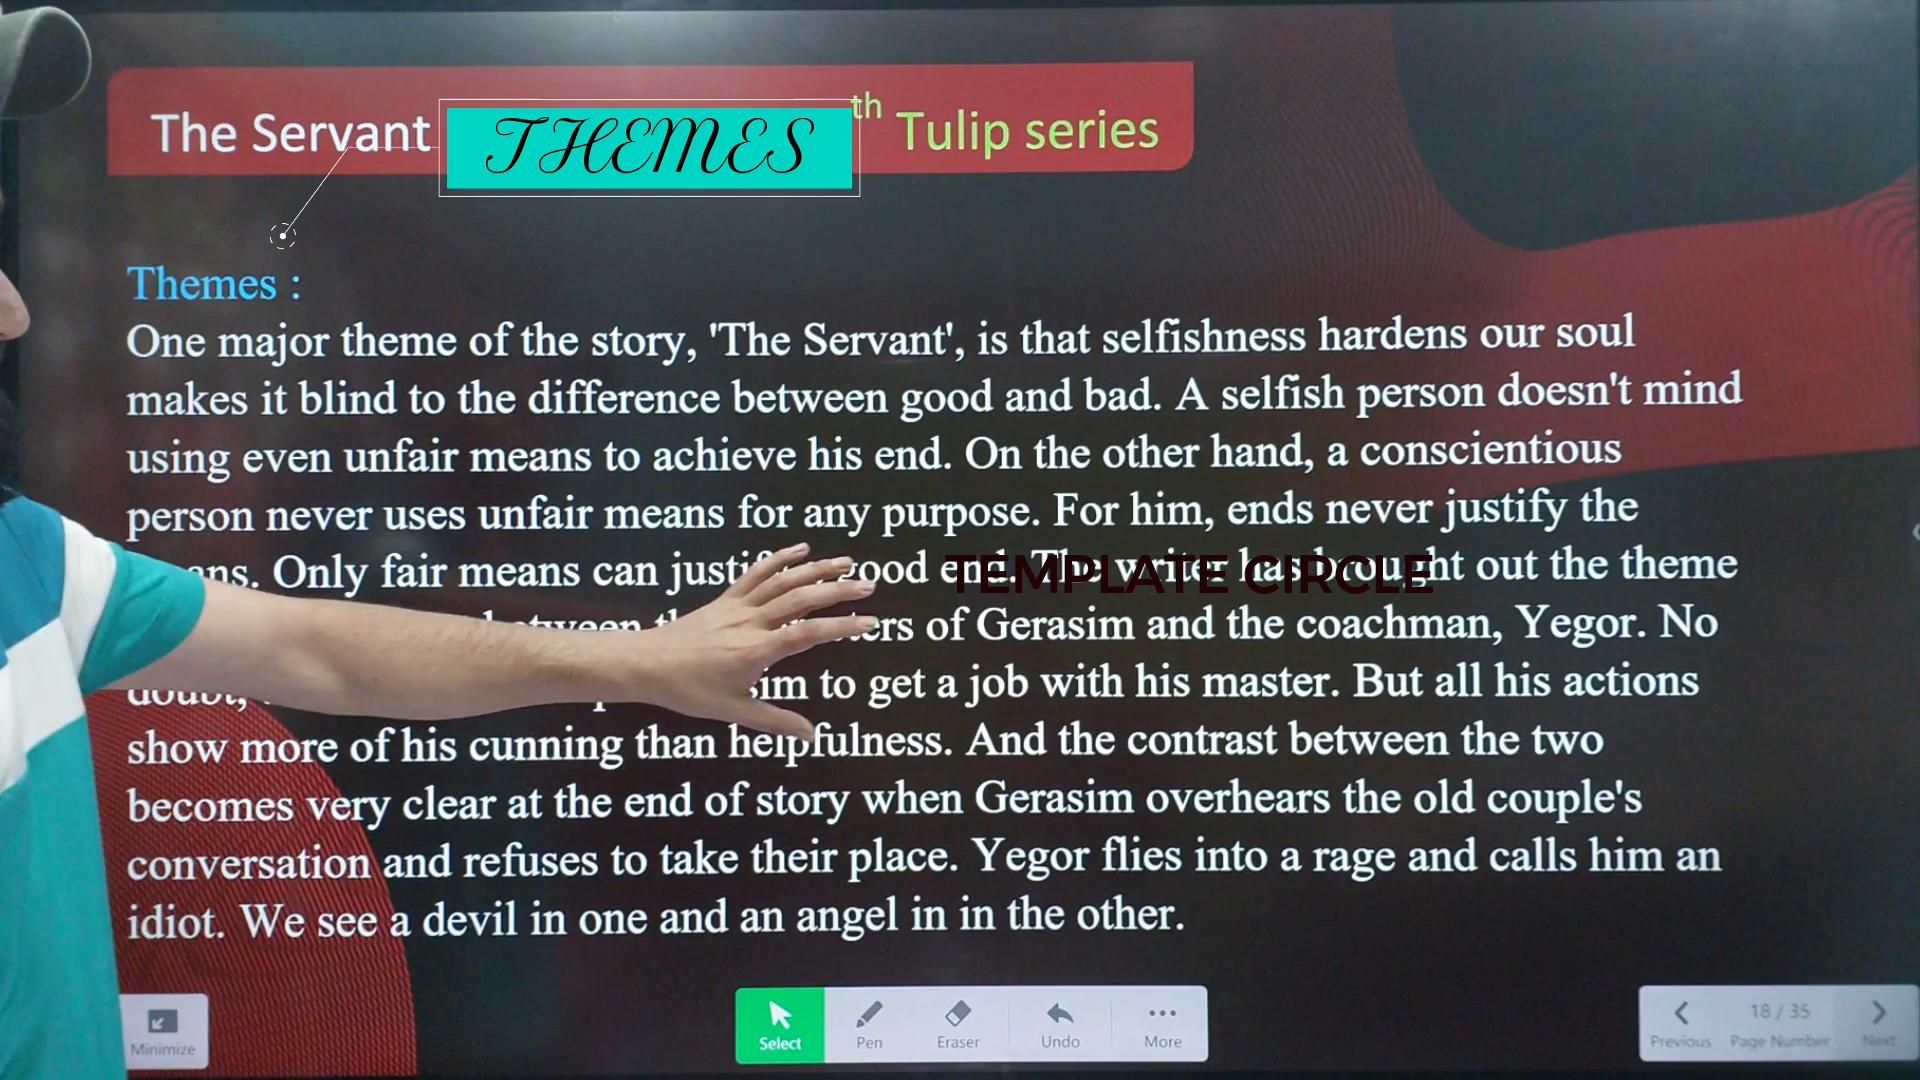 The Servant THEMES th Tulip series
Themes :
One major theme of the story, 'The Servant', is that selfishness hardens our soul
makes it blind to the difference between good and bad. A selfish person doesn't mind
using even unfair means to achieve his end. On the other hand, a conscientious
person never uses unfair means for any purpose. For him, ends never justify the
Only fair means can good end. The writer has brought out the theme
TEMPLATE CIRCLE
between of Gerasim and the coachman, Yegor. No
doubt, to get a job with his master. But all his actions
show more of his cunning than helpfulness. And the contrast between the two
becomes very clear at the end of story when Gerasim overhears the old couple's
conversation and refuses to take their place. Yegor flies into a rage and calls him an
idiot. We see a devil in one and an angel in in the other.
Minimize
Select Pen Eraser Undo More
18 / 35
Previous Page Number Next